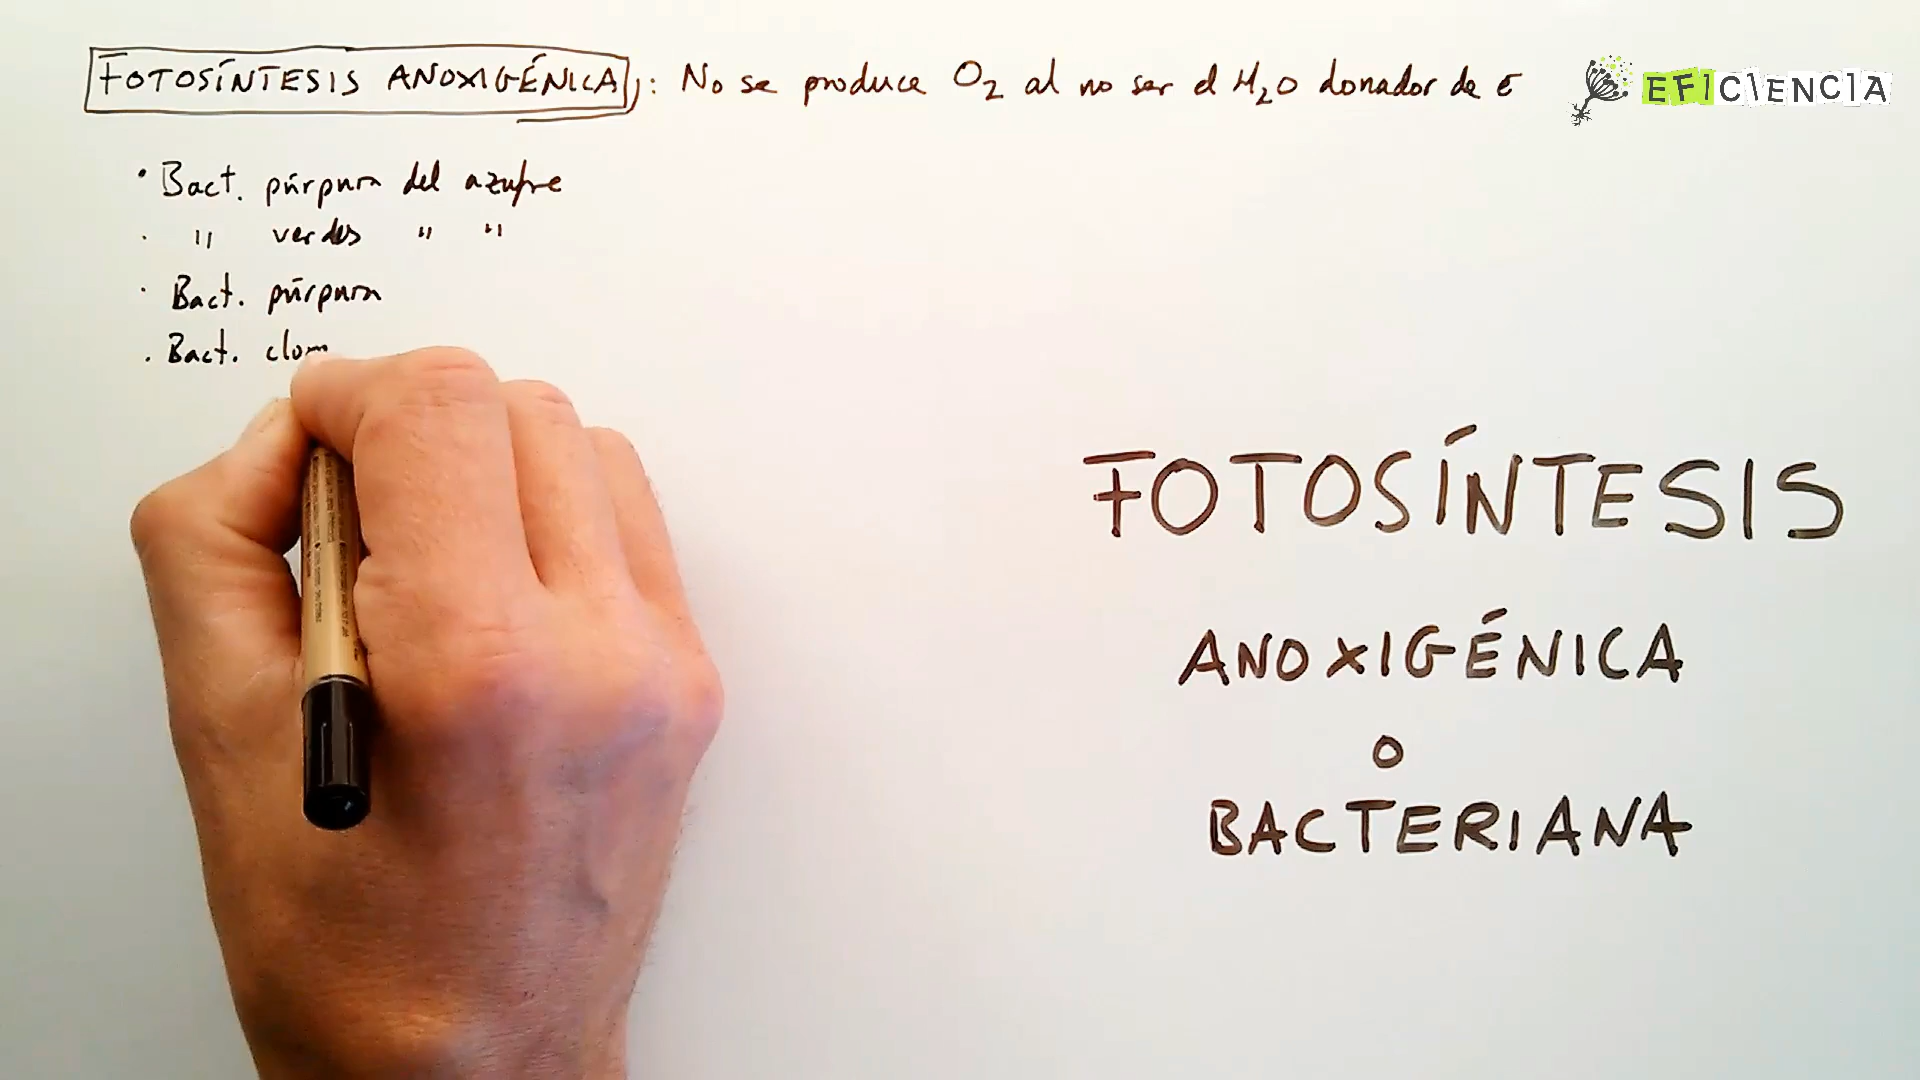 FOTOSÍNTESIS ANOXIGÉNICA: No se produce O2 al no ser el H2O donador de e
EFICIENCIA
• Bact. púrpura del azufre
· " verdes " "
· Bact. púrpura
. Bact. clor
FOTOSÍNTESIS
ANOXIGÉNICA
O
BACTERIANA